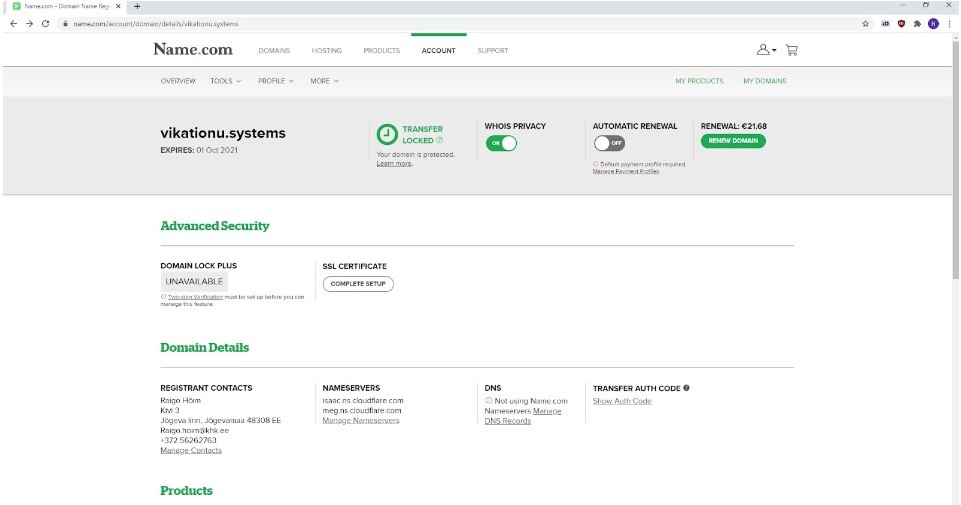 Name.com - Domain Name Regi
name.com/account/domain/details/vikationu.systems
Name.com
DOMAINS HOSTING PRODUCTS ACCOUNT SUPPORT
OVERVIEW TOOLS PROFILE MORE MY PRODUCTS MY DOMAINS
vikationu.systems
EXPIRES: 01 Oct 2021
TRANSFER
LOCKED
Your domain is protected.
Learn more.
WHOIS PRIVACY
ON
AUTOMATIC RENEWAL
OFF
Default payment profile required
Manage Payment Profiles
RENEWAL: €21.68
RENEW DOMAIN
Advanced Security
DOMAIN LOCK PLUS
UNAVAILABLE
Two-step Verification must be set up before you can
manage this feature.
SSL CERTIFICATE
COMPLETE SETUP
Domain Details
REGISTRANT CONTACTS
Raigo Hõim
Kivi 3
Jõgeva linn, Jõgevamaa 48308 EE
Raigo.hoim@khk.ee
+372.56262763
Manage Contacts
NAMESERVERS
isaac.ns.cloudflare.com
meg.ns.cloudflare.com
Manage Nameservers
DNS
Not using Name.com
Nameservers Manage
DNS Records
TRANSFER AUTH CODE
Show Auth Code
Products